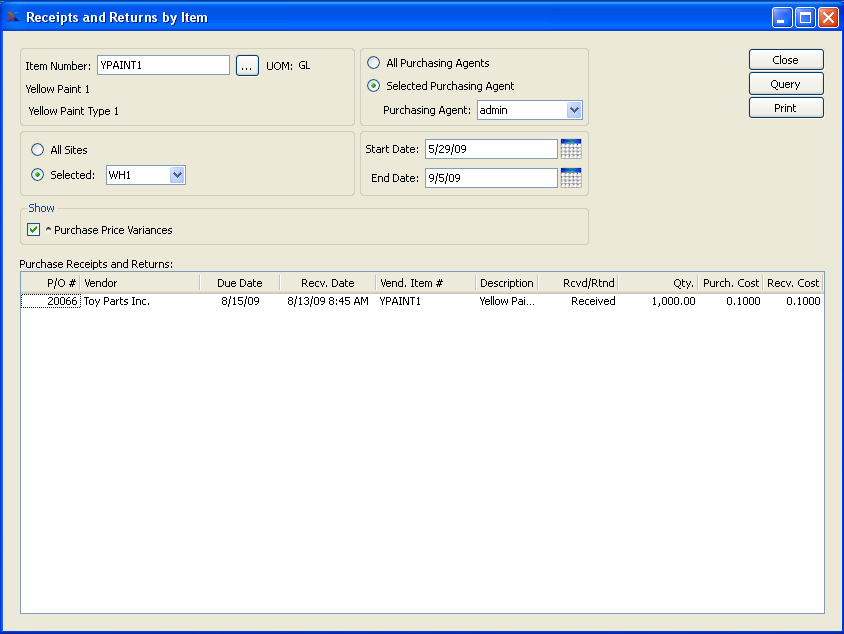 Receipts and Returns by Item
Item Number: YPAINT1 ... UOM: GL
Yellow Paint 1
Yellow Paint Type 1
All Purchasing Agents
Selected Purchasing Agent
Purchasing Agent: admin
Close
Query
Print
All Sites
Selected: WH1
Start Date: 5/29/09
End Date: 9/5/09
Show
^ Purchase Price Variances
Purchase Receipts and Returns:
P/O # Vendor Due Date Recv. Date Vend. Item # Description Rcvd/Rtnd Qty. Purch. Cost Recv. Cost
20066 Toy Parts Inc. 8/15/09 8/13/09 8:45 AM YPAINT1 Yellow Pai... Received 1,000.00 0.1000 0.1000